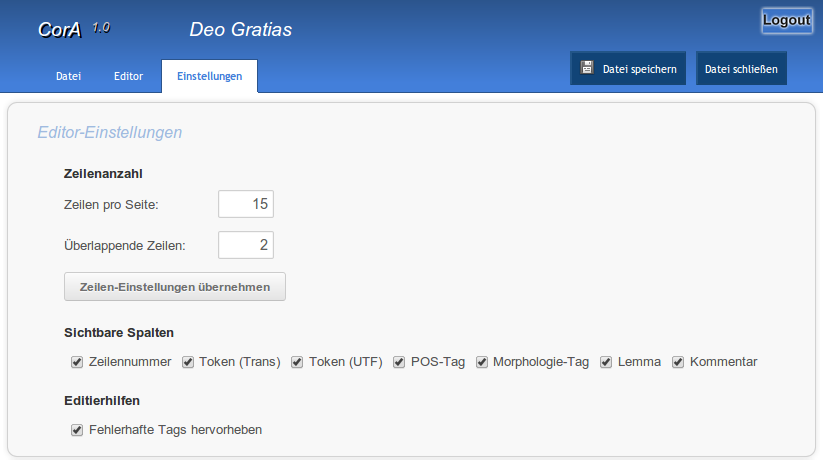 CorA 1.0 Deo Gratias Logout
Datei Editor Einstellungen Datei speichern Datei schließen
Editor-Einstellungen
Zeilenanzahl
Zeilen pro Seite: 15
Überlappende Zeilen: 2
Zeilen-Einstellungen übernehmen
Sichtbare Spalten
Zeilennummer Token (Trans) Token (UTF) POS-Tag Morphologie-Tag Lemma Kommentar
Editierhilfen
Fehlerhafte Tags hervorheben